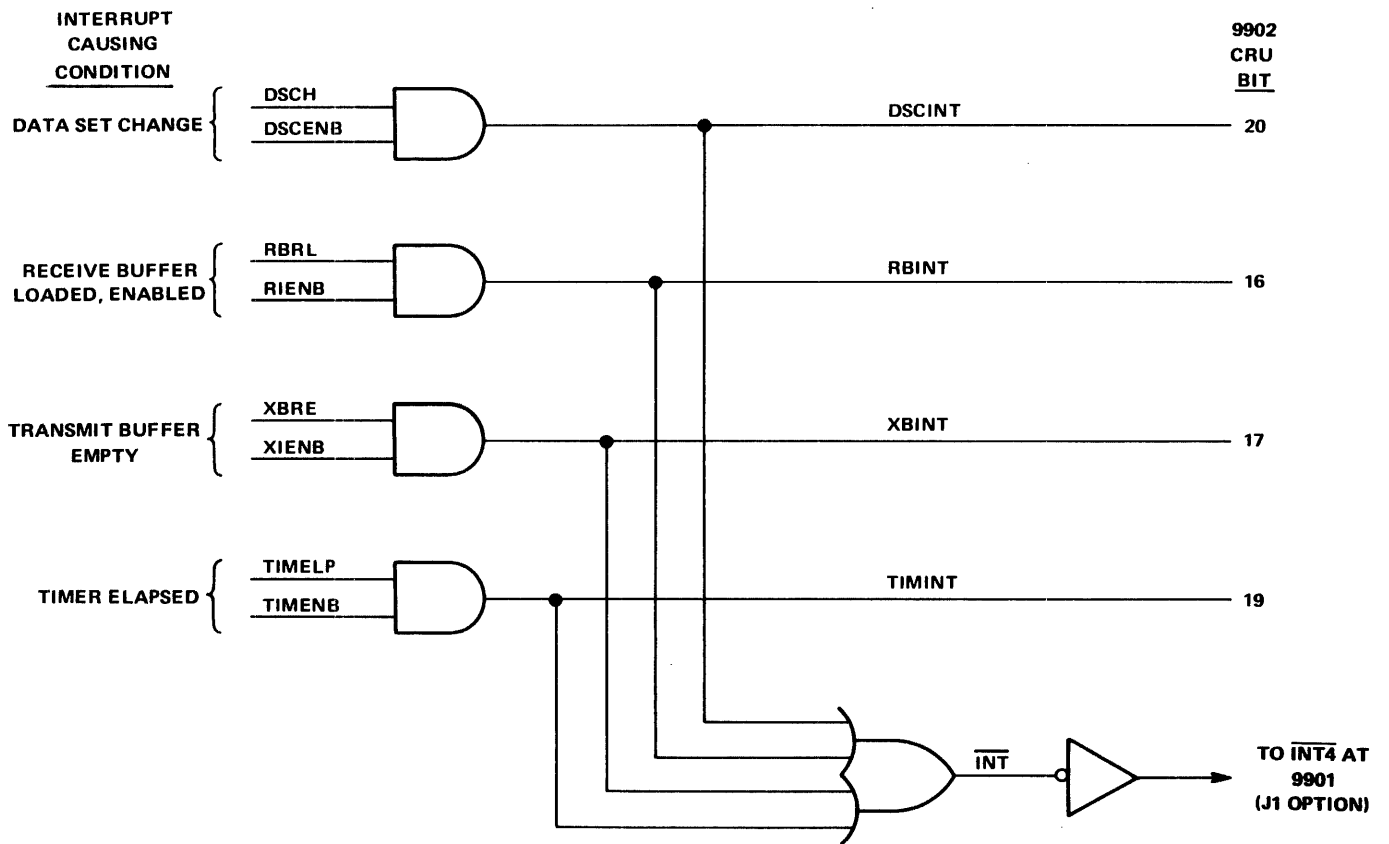 INTERRUPT
CAUSING
CONDITION
9902
CRU
BIT
DATA SET CHANGE
DSCH
DSCENB
DSCINT
20
RECEIVE BUFFER
LOADED, ENABLED
RBRL
RIENB
RBINT
16
TRANSMIT BUFFER
EMPTY
XBRE
XIENB
XBINT
17
TIMER ELAPSED
TIMELP
TIMENB
TIMINT
19
INT
TO INT4 AT
9901
(J1 OPTION)